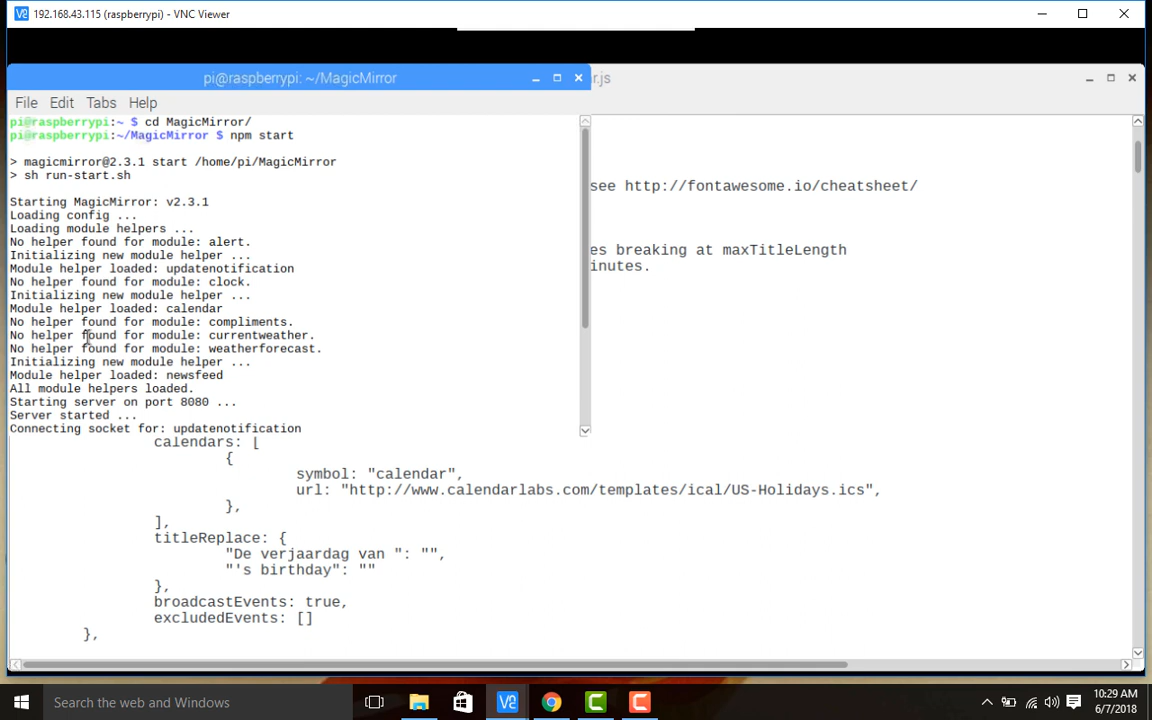 192.168.43.115 (raspberrypi) - VNC Viewer
pi@raspberrypi: ~/MagicMirror
r.js
File Edit Tabs Help
pi@raspberrypi:~ $ cd MagicMirror/
pi@raspberrypi:~/MagicMirror $ npm start
> magicmirror@2.3.1 start /home/pi/MagicMirror
> sh run-start.sh
Starting MagicMirror: v2.3.1
Loading config ...
Loading module helpers ...
No helper found for module: alert.
Initializing new module helper ...
Module helper loaded: updatenotification
No helper found for module: clock.
Initializing new module helper ...
Module helper loaded: calendar
No helper found for module: compliments.
No helper found for module: currentweather.
No helper found for module: weatherforecast.
Initializing new module helper ...
Module helper loaded: newsfeed
All module helpers loaded.
Starting server on port 8080 ...
Server started ...
Connecting socket for: updatenotification
see http://fontawesome.io/cheatsheet/
es breaking at maxTitleLength
inutes.
calendars: [
{
symbol: "calendar",
url: "http://www.calendarlabs.com/templates/ical/US-Holidays.ics",
},
],
titleReplace: {
"De verjaardag van ": "",
"'s birthday": ""
},
broadcastEvents: true,
excludedEvents: []
},
Search the web and Windows
10:29 AM
6/7/2018